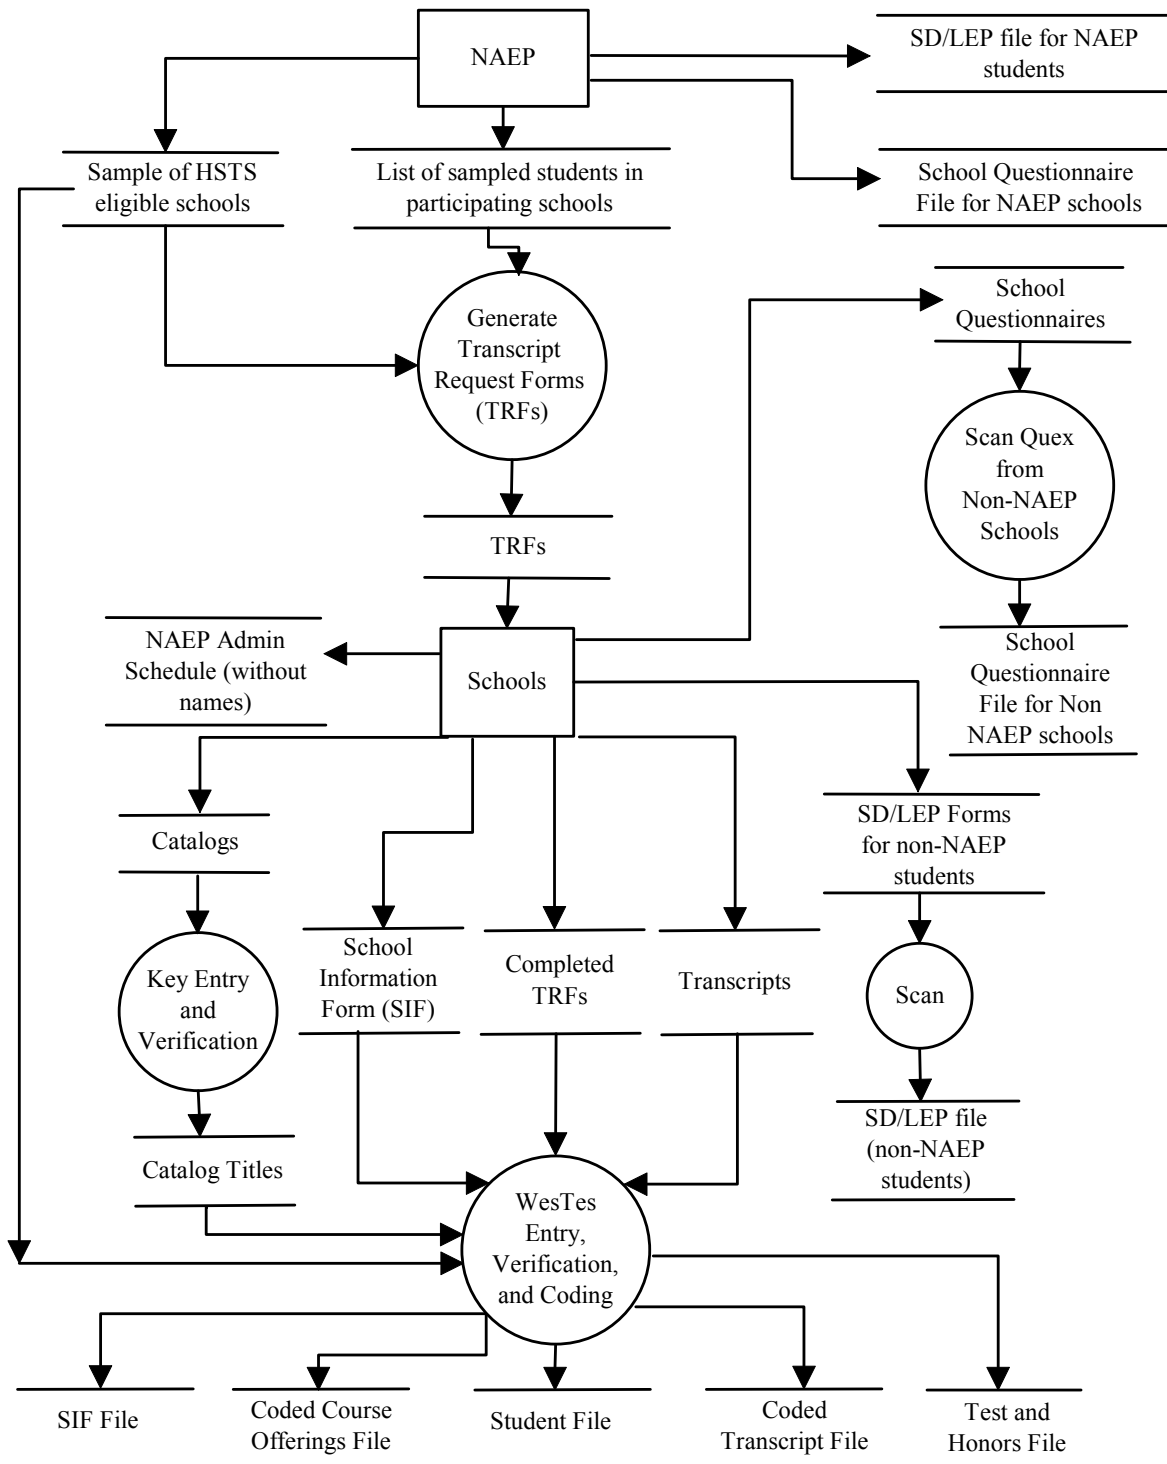 NAEP
SD/LEP file for NAEP
students
Sample of HSTS
eligible schools
List of sampled students in
participating schools
School Questionnaire
File for NAEP schools
Generate
Transcript
Request Forms
(TRFs)
School
Questionnaires
Scan Quex
from
Non-NAEP
Schools
TRFs
NAEP Admin
Schedule (without
names)
Schools
School
Questionnaire
File for Non
NAEP schools
Catalogs
SD/LEP Forms
for non-NAEP
students
Key Entry
and
Verification
School
Information
Form (SIF)
Completed
TRFs
Transcripts
Scan
Catalog Titles
SD/LEP file
(non-NAEP
students)
WesTes
Entry,
Verification,
and Coding
SIF File
Coded Course
Offerings File
Student File
Coded
Transcript File
Test and
Honors File